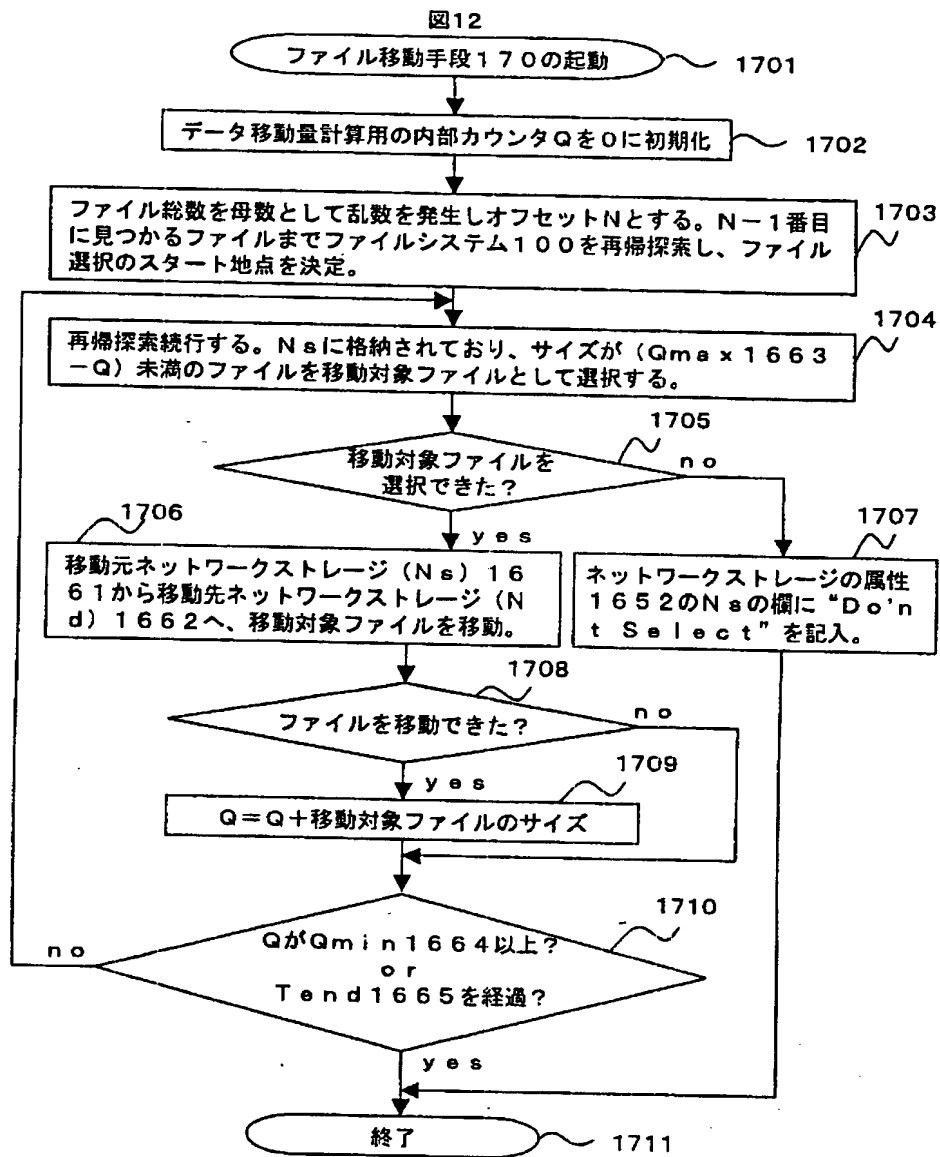 図12
ファイル移動手段170の起動
1701
データ移動量計算用の内部カウンタQを0に初期化
1702
ファイル総数を母数として乱数を発生しオフセットNとする。N−1番目
に見つかるファイルまでファイルシステム100を再帰探索し、ファイル
選択のスタート地点を決定。
1703
再帰探索続行する。Nsに格納されており、サイズが(Qmax1663
−Q)未満のファイルを移動対象ファイルとして選択する。
1704
移動対象ファイルを
選択できた?
1705
no
yes
1706
移動元ネットワークストレージ(Ns)16
61から移動先ネットワークストレージ(N
d)1662へ、移動対象ファイルを移動。
1707
ネットワークストレージの属性
1652のNsの欄に“Do'n
t Select”を記入。
1708
ファイルを移動できた?
no
yes
1709
Q=Q+移動対象ファイルのサイズ
1710
QがQmin1664以上?
or
Tend1665を経過?
no
yes
終了
1711